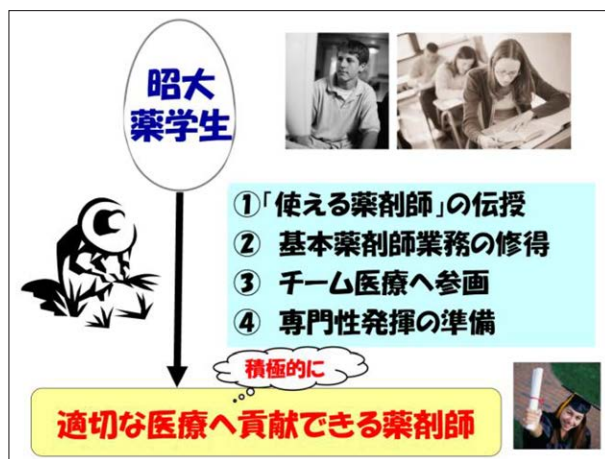 昭大
薬学生
①「使える薬剤師」の伝授
② 基本薬剤師業務の修得
③ チーム医療へ参画
④ 専門性発揮の準備
積極的に
適切な医療へ貢献できる薬剤師